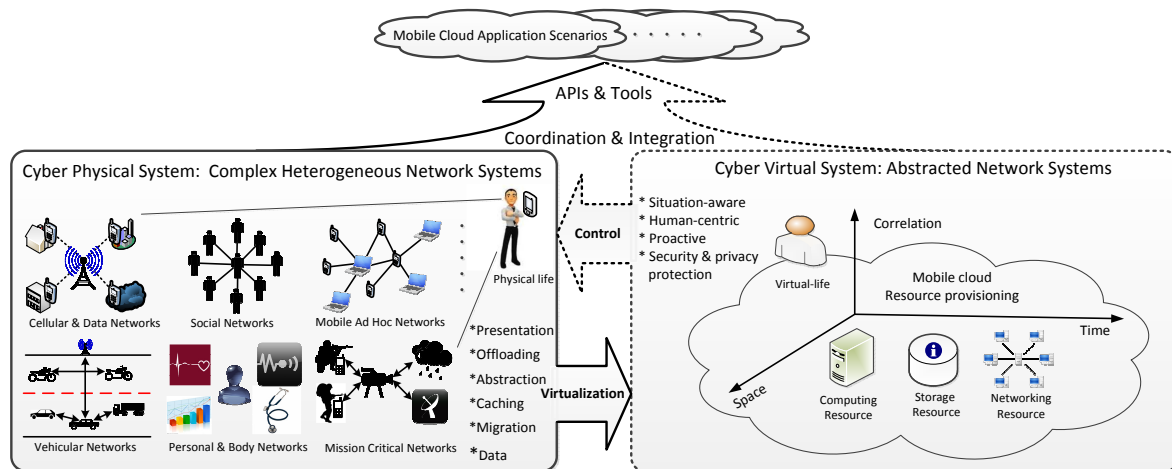 Mobile Cloud Application Scenarios . . . . .
APIs & Tools
Coordination & Integration
Cyber Physical System: Complex Heterogeneous Network Systems
Cellular & Data Networks
Social Networks
Mobile Ad Hoc Networks
Physical life
Vehicular Networks
Personal & Body Networks
Mission Critical Networks
*Presentation
*Offloading
*Abstraction
*Caching
*Migration
*Data
Control
Virtualization
Cyber Virtual System: Abstracted Network Systems
* Situation-aware
* Human-centric
* Proactive
* Security & privacy
protection
Virtual-life
Correlation
Mobile cloud
Resource provisioning
Time
Space
Computing
Resource
Storage
Resource
Networking
Resource